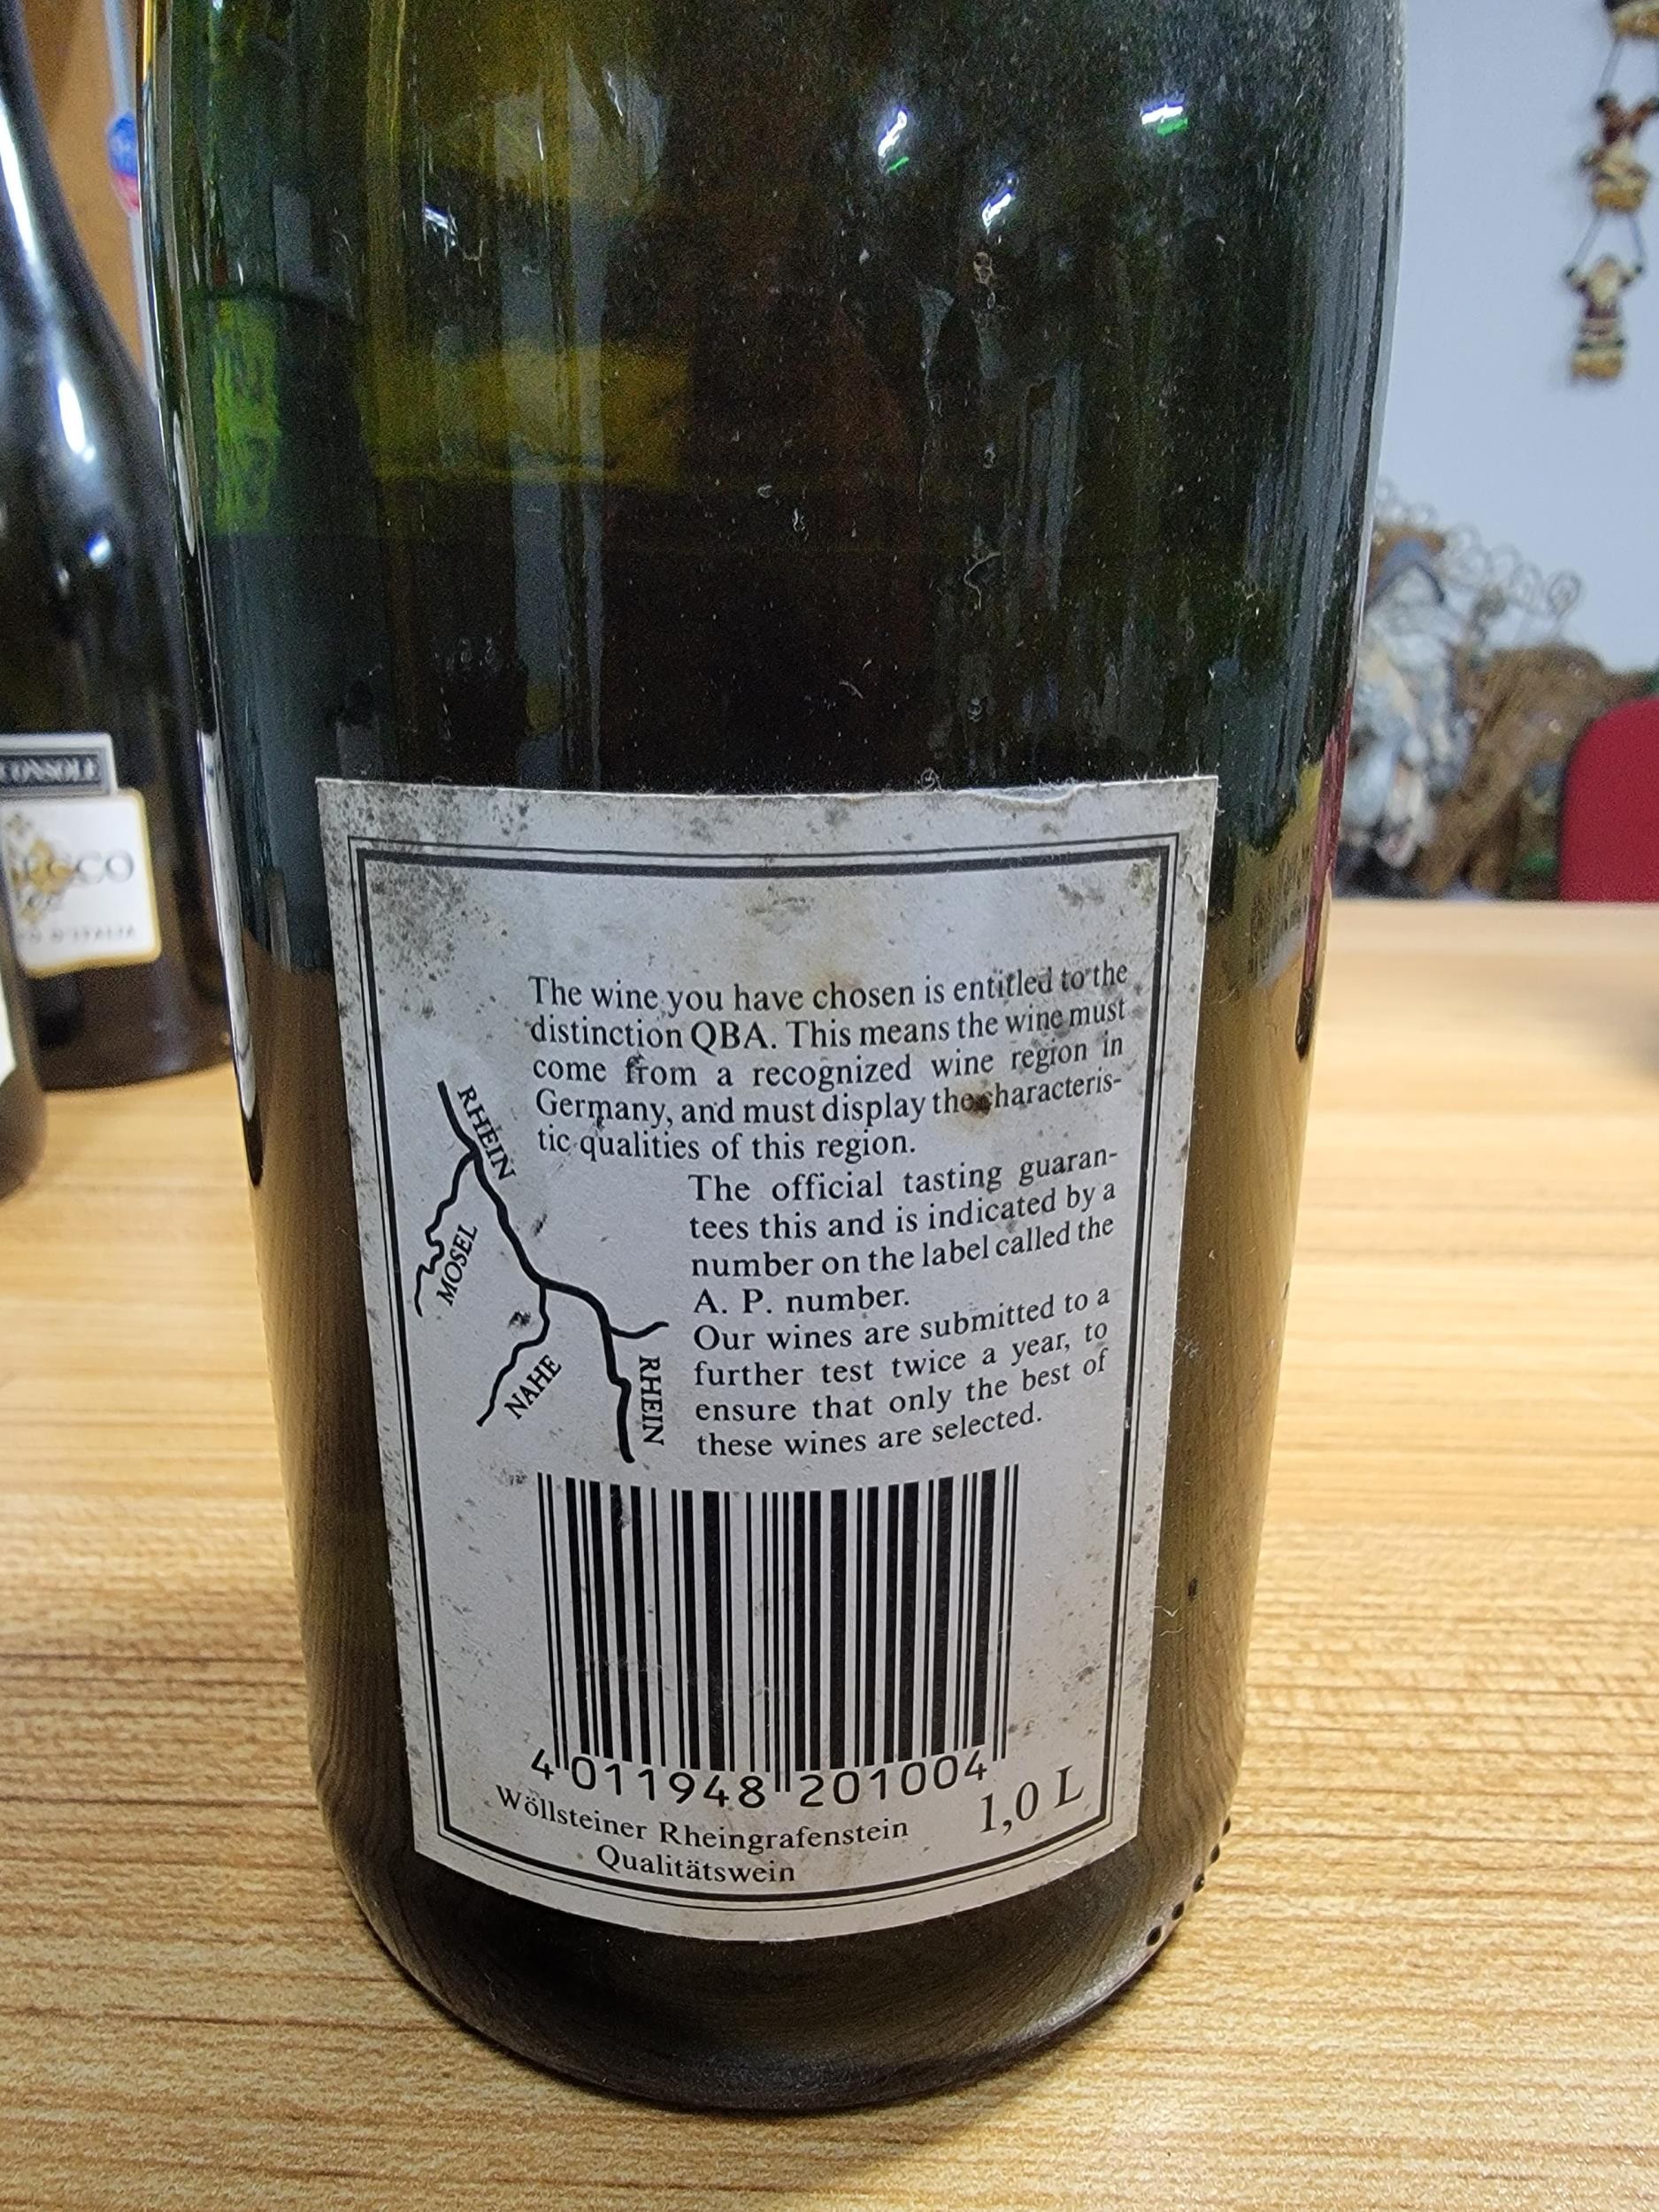 CONSOLE
D'ITALIA
The wine you have chosen is entitled to the
distinction QBA. This means the wine must
come from a recognized wine region in
Germany, and must display the characteris-
tic qualities of this region.
The official tasting guaran-
tees this and is indicated by a
number on the label called the
A. P. number.
Our wines are submitted to a
further test twice a year, to
ensure that only the best of
these wines are selected.
RHEIN
MOSEL
NAHE
RHEIN
4 011948 201004
Wöllsteiner Rheingrafenstein
Qualitätswein
1,0 L